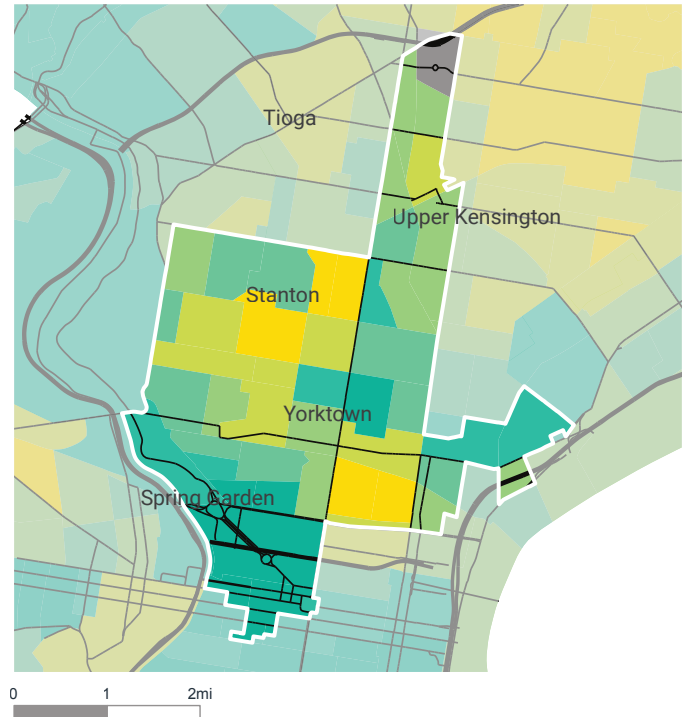 Tioga
Upper Kensington
Stanton
Yorktown
Spring Garden
0 1 2mi